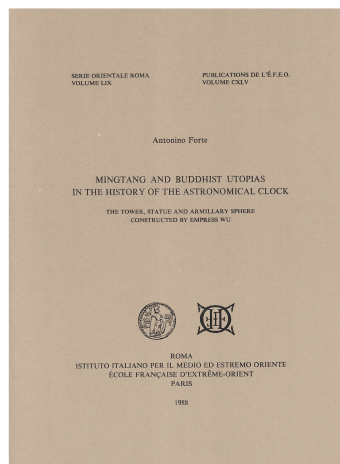 SERIE ORIENTALE ROMA
VOLUME LIX
PUBLICATIONS DE L'É.F.E.O.
VOLUME CXLV
Antonino Forte
MINGTANG AND BUDDHIST UTOPIAS
IN THE HISTORY OF THE ASTRONOMICAL CLOCK
THE TOWER, STATUE AND ARMILLARY SPHERE
CONSTRUCTED BY EMPRESS WU
ROMA
ISTITUTO ITALIANO PER IL MEDIO ED ESTREMO ORIENTE
ÉCOLE FRANÇAISE D'EXTRÊME-ORIENT
PARIS
1988